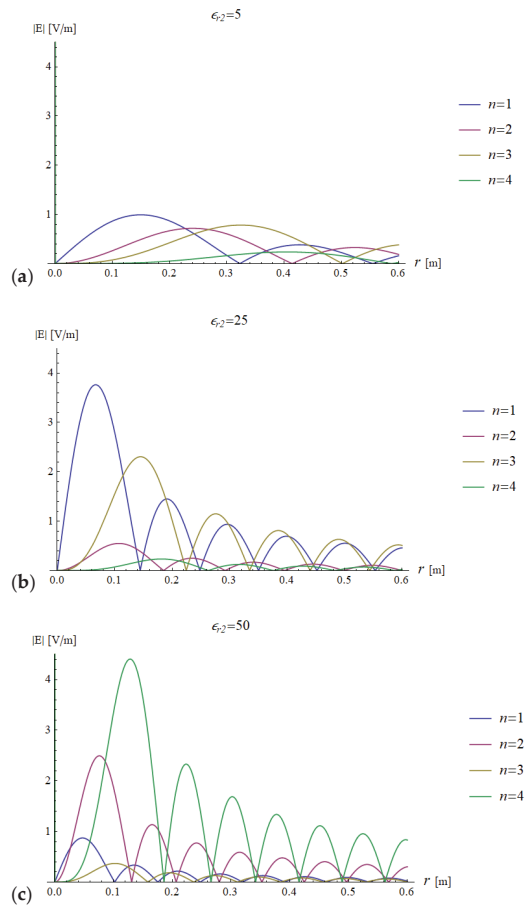 ϵr2=5
|E| [V/m]
4
3
2
1
0.0 0.1 0.2 0.3 0.4 0.5 0.6
r [m]
n=1
n=2
n=3
n=4
(a)
ϵr2=25
|E| [V/m]
4
3
2
1
0.0 0.1 0.2 0.3 0.4 0.5 0.6
r [m]
n=1
n=2
n=3
n=4
(b)
ϵr2=50
|E| [V/m]
4
3
2
1
0.0 0.1 0.2 0.3 0.4 0.5 0.6
r [m]
n=1
n=2
n=3
n=4
(c)